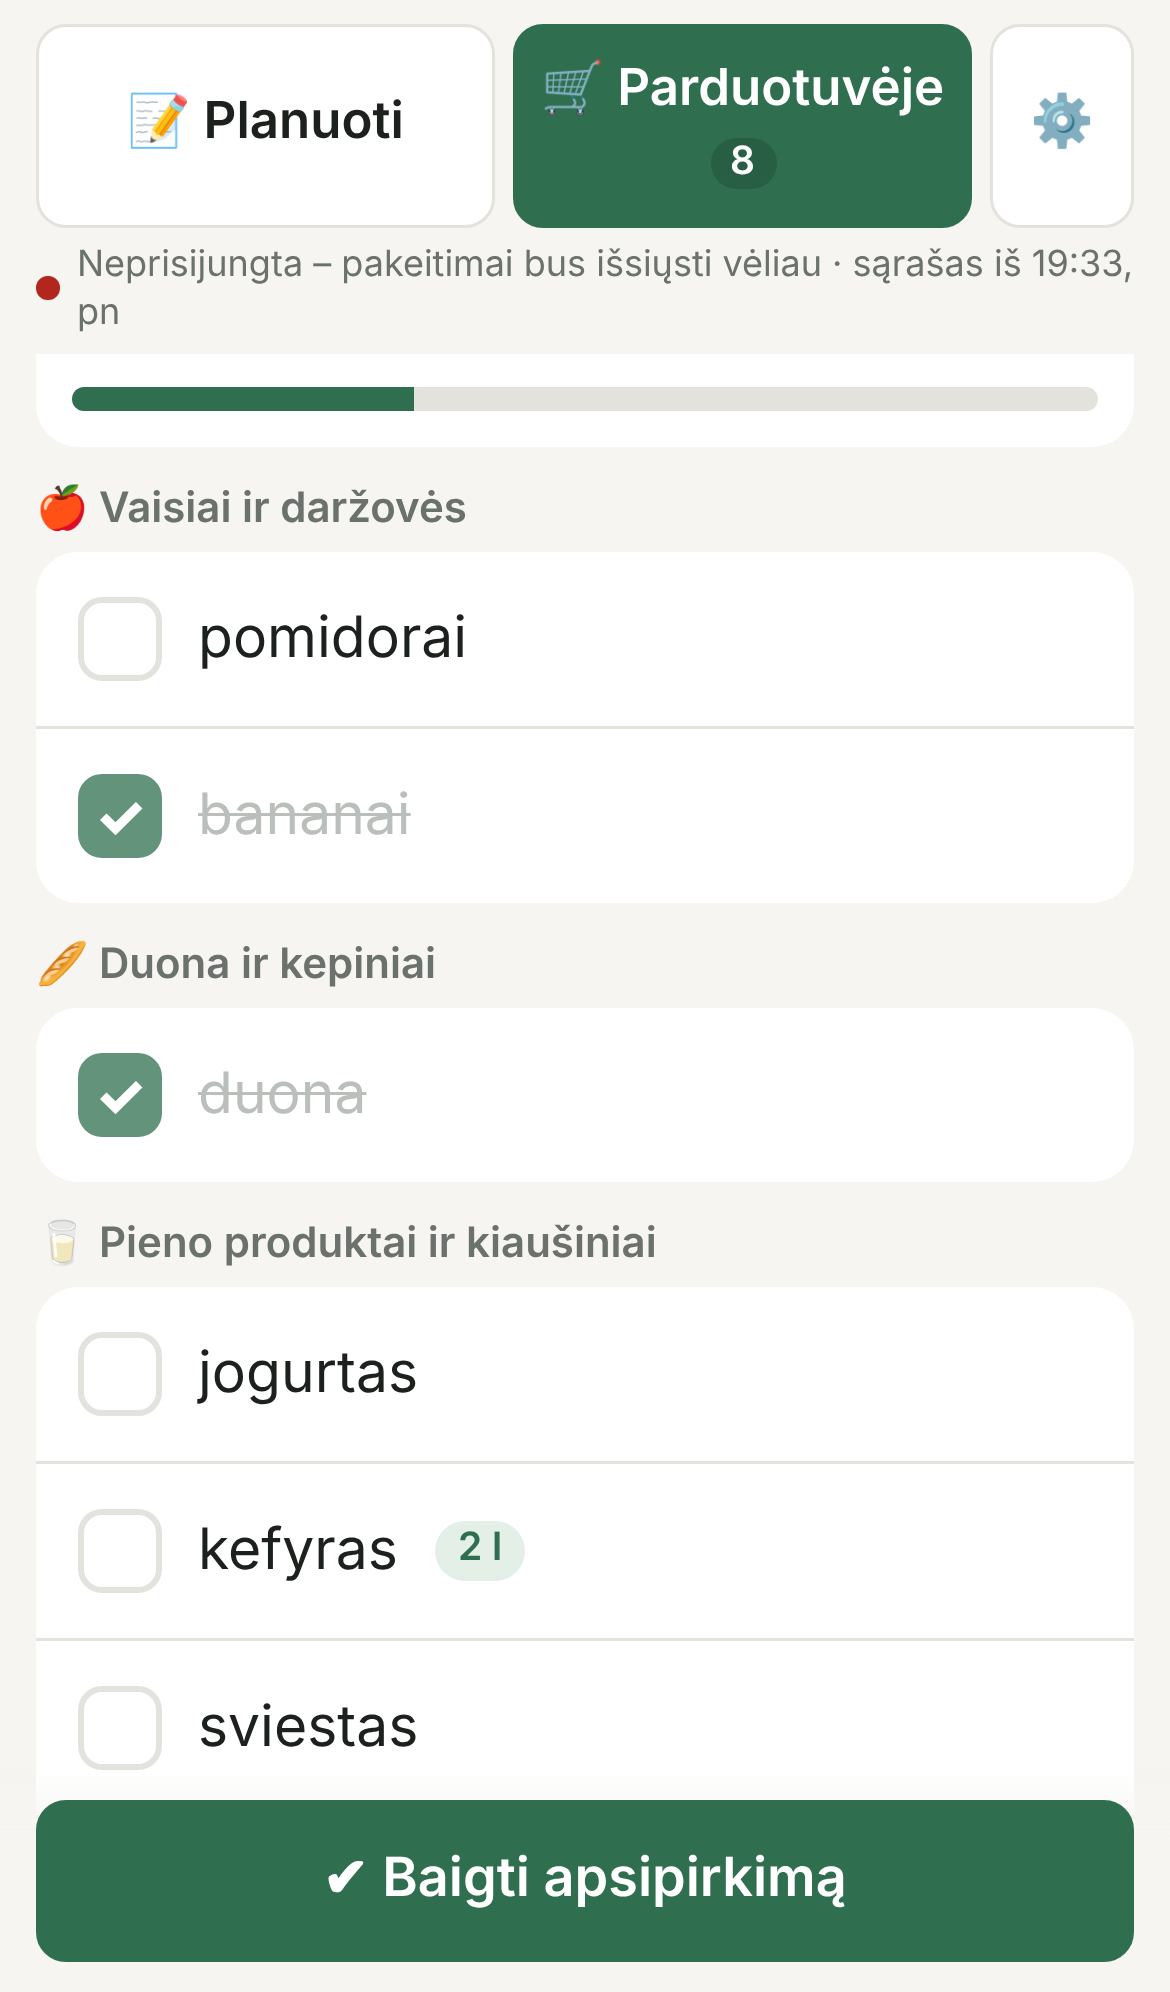 📝 Planuoti
🛒 Parduotuvėje
8
⚙️
Neprisijungta – pakeitimai bus išsiųsti vėliau · sąrašas iš 19:33,
pn
🍎 Vaisiai ir daržovės
pomidorai
bananai
🥖 Duona ir kepiniai
duona
🥛 Pieno produktai ir kiaušiniai
jogurtas
kefyras 2 l
sviestas
✔ Baigti apsipirkimą